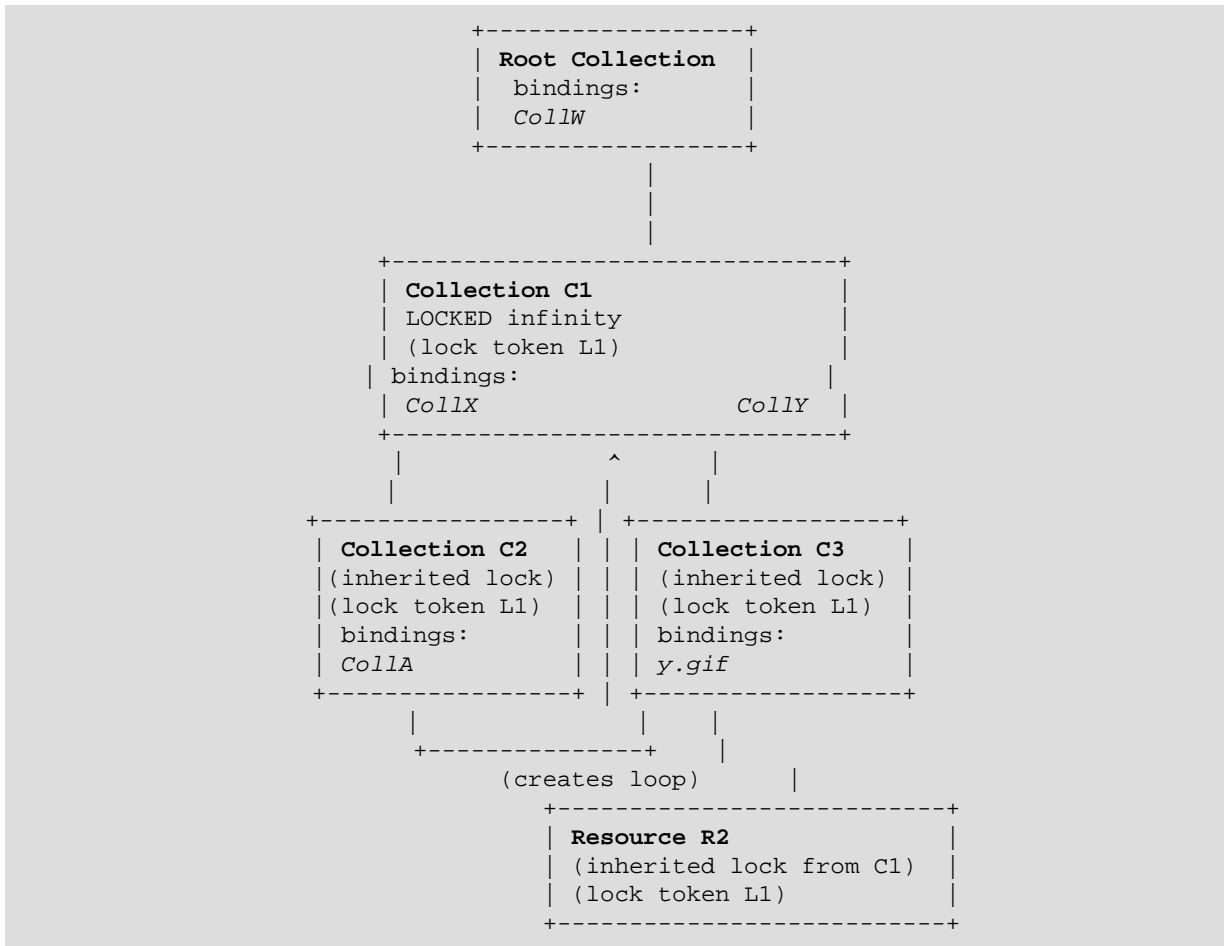 Root Collection
bindings:
CollW
Collection C1
LOCKED infinity
(lock token L1)
bindings:
CollX CollY
Collection C2 Collection C3
(inherited lock) (inherited lock)
(lock token L1) (lock token L1)
bindings: bindings:
CollA y.gif
(creates loop)
Resource R2
(inherited lock from C1)
(lock token L1)